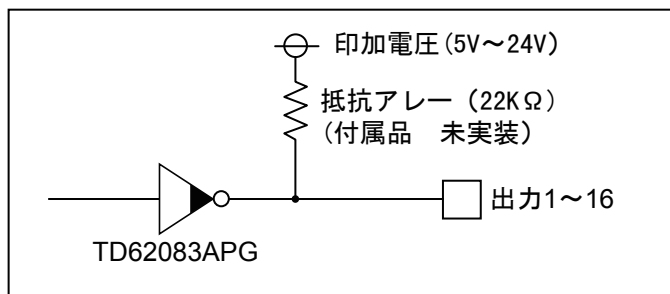 印加電圧(5V～24V)
抵抗アレー（22KΩ）
(付属品　未実装）
出力1～16
TD62083APG